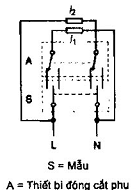 I2
I1
A
S
L N
S = Mẫu
A = Thiết bị đóng cắt phụ